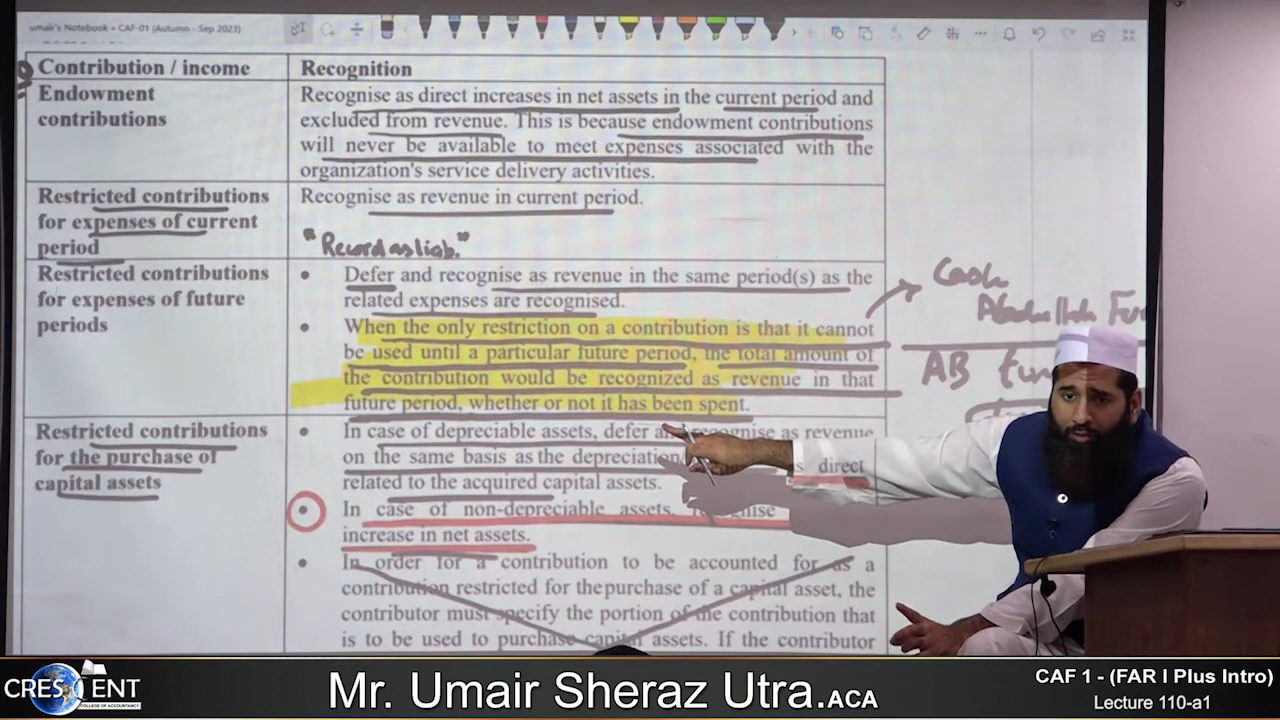 umair's Notebook > CAF-01 (Autumn - Sep 2023)
Contribution / income
Recognition
Endowment
contributions
Recognise as direct increases in net assets in the current period and
excluded from revenue. This is because endowment contributions
will never be available to meet expenses associated with the
organization's service delivery activities.
Restricted contributions
for expenses of current
period
Recognise as revenue in current period.
"Record as liab."
Restricted contributions
for expenses of future
periods
• Defer and recognise as revenue in the same period(s) as the
related expenses are recognised.
• When the only restriction on a contribution is that it cannot
be used until a particular future period, the total amount of
the contribution would be recognized as revenue in that
future period, whether or not it has been spent.
Cash
Abdullah Fun
AB Fun
Restricted contributions
for the purchase of
capital assets
• In case of depreciable assets, defer recognise as revenue
on the same basis as the depreciation
related to the acquired capital assets.
• In case of non-depreciable assets, direct
increase in net assets.
• In order for a contribution to be accounted for as a
contribution restricted for the purchase of a capital asset, the
contributor must specify the portion of the contribution that
is to be used to purchase capital assets. If the contributor
CRESCENT
COLLEGE OF ACCOUNTANCY
Mr. Umair Sheraz Utra.ACA
CAF 1 - (FAR I Plus Intro)
Lecture 110-a1